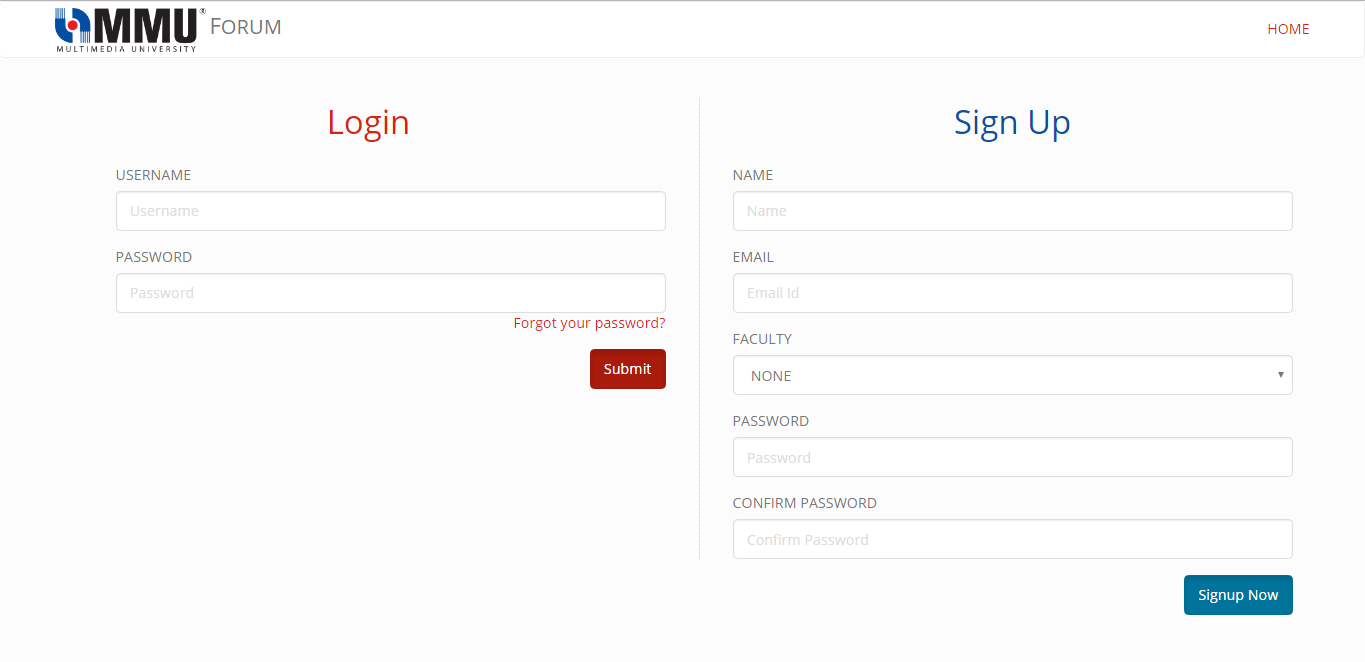 MMU® FORUM
MULTIMEDIA UNIVERSITY
HOME
Login
USERNAME
Username
PASSWORD
Password
Forgot your password?
Submit
Sign Up
NAME
Name
EMAIL
Email Id
FACULTY
NONE
PASSWORD
Password
CONFIRM PASSWORD
Confirm Password
Signup Now